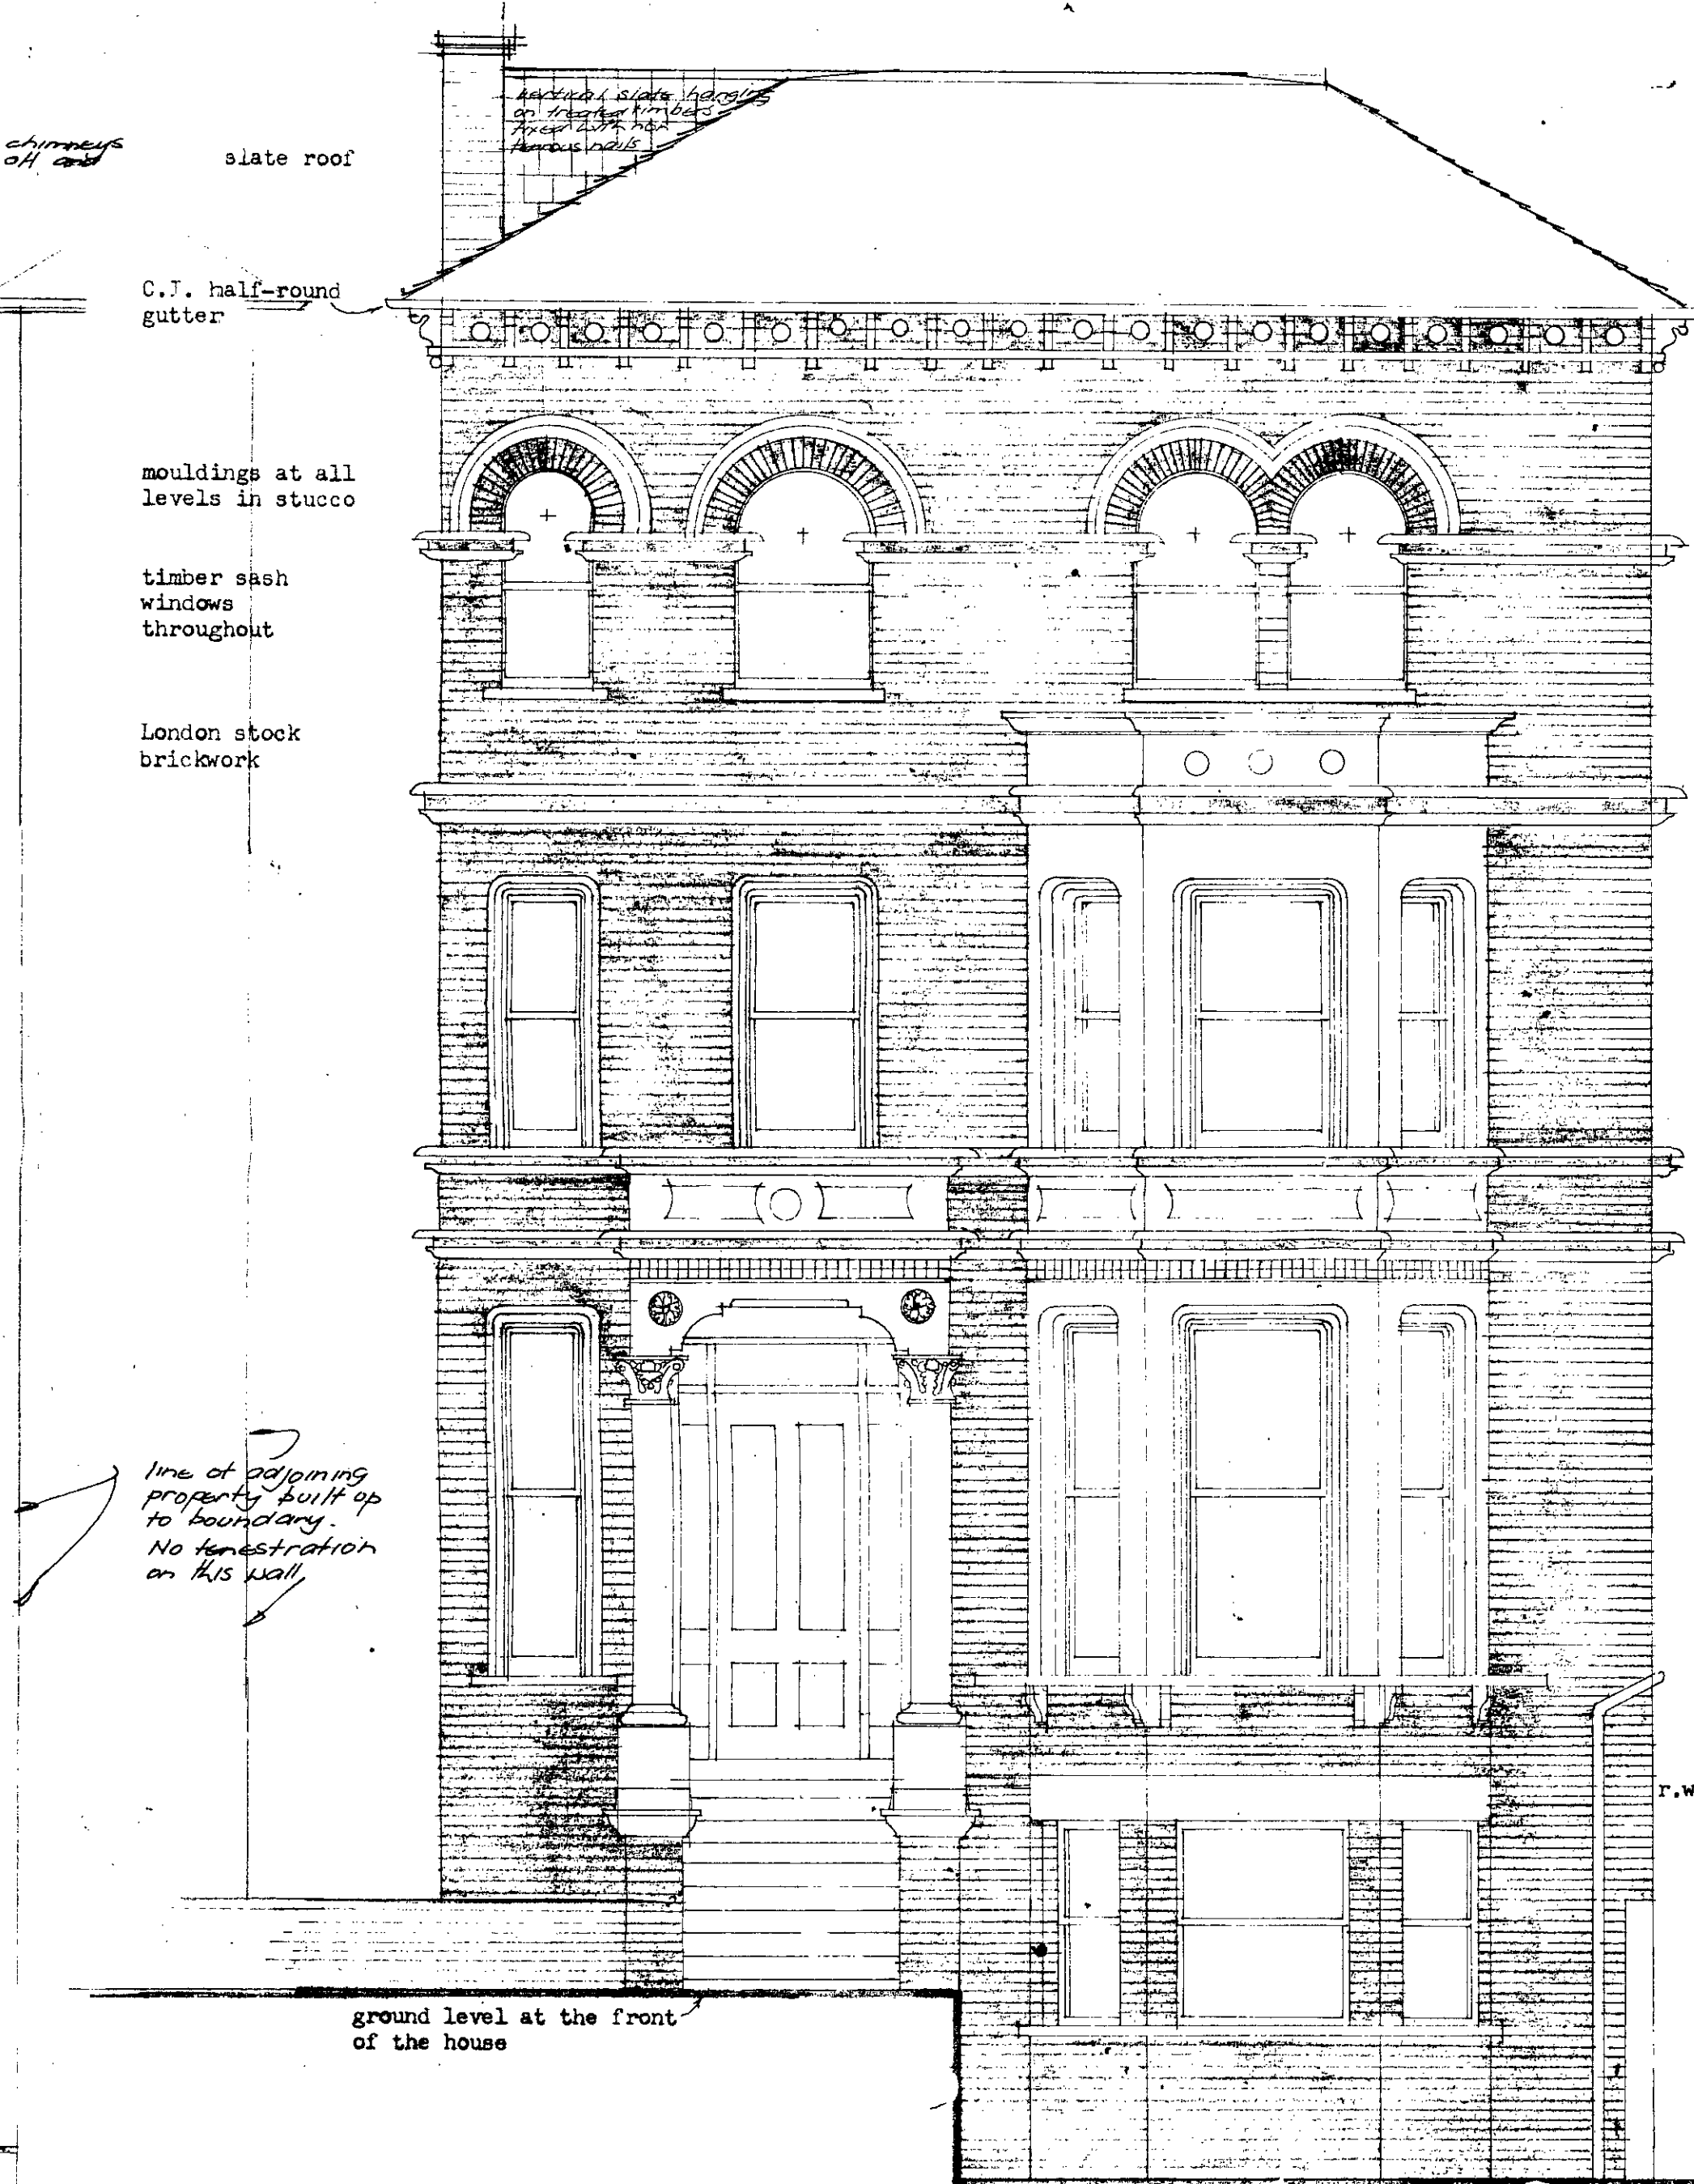 vertical slate hanging
on treated timbers
fixed with non
ferrous nails
chimneys
slate roof
C.I. half-round
gutter
mouldings at all
levels in stucco
timber sash
windows
throughout
London stock
brickwork
line of adjoining
property built up
to boundary.
No fenestration
on this wall
r.w
ground level at the front
of the house